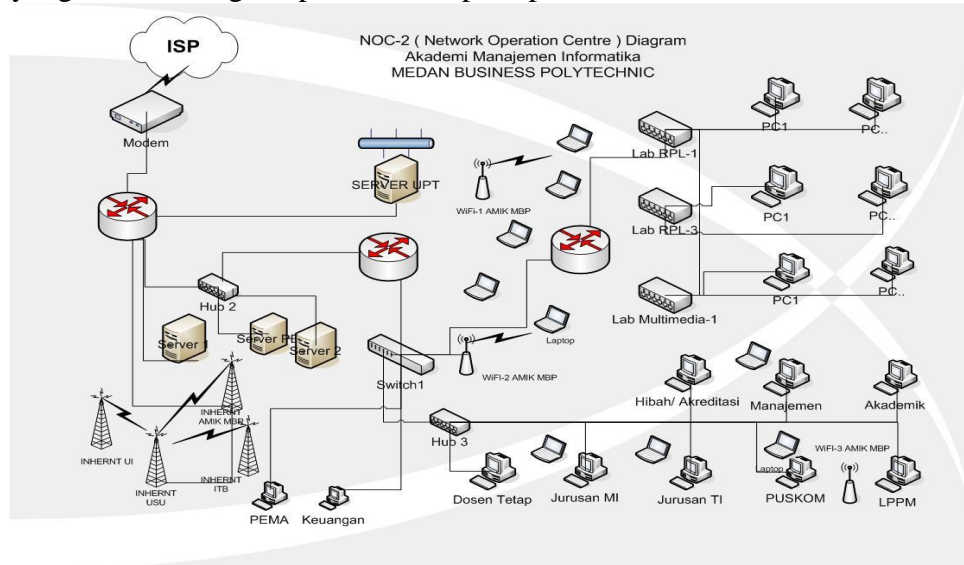 ISP
NOC-2 ( Network Operation Centre ) Diagram
Akademi Manajemen Informatika
MEDAN BUSINESS POLYTECHNIC
Modem
SERVER UPT
WiFi-1 AMIK MBP
Lab RPL-1
PC1
PC..
Lab RPL-3
PC1
PC..
Lab Multimedia-1
PC1
PC..
Hub 2
Server 1
Server
Server 2
Switch1
WiFI-2 AMIK MBP
Laptop
INHERNT UI
INHERNT
AMIK MBP
INHERNT
USU
INHERNT
ITB
Hub 3
Hibah/ Akreditasi
Manajemen
Akademik
PEMA
Keuangan
Dosen Tetap
Jurusan MI
Jurusan TI
Laptop
PUSKOM
WiFI-3 AMIK MBP
LPPM